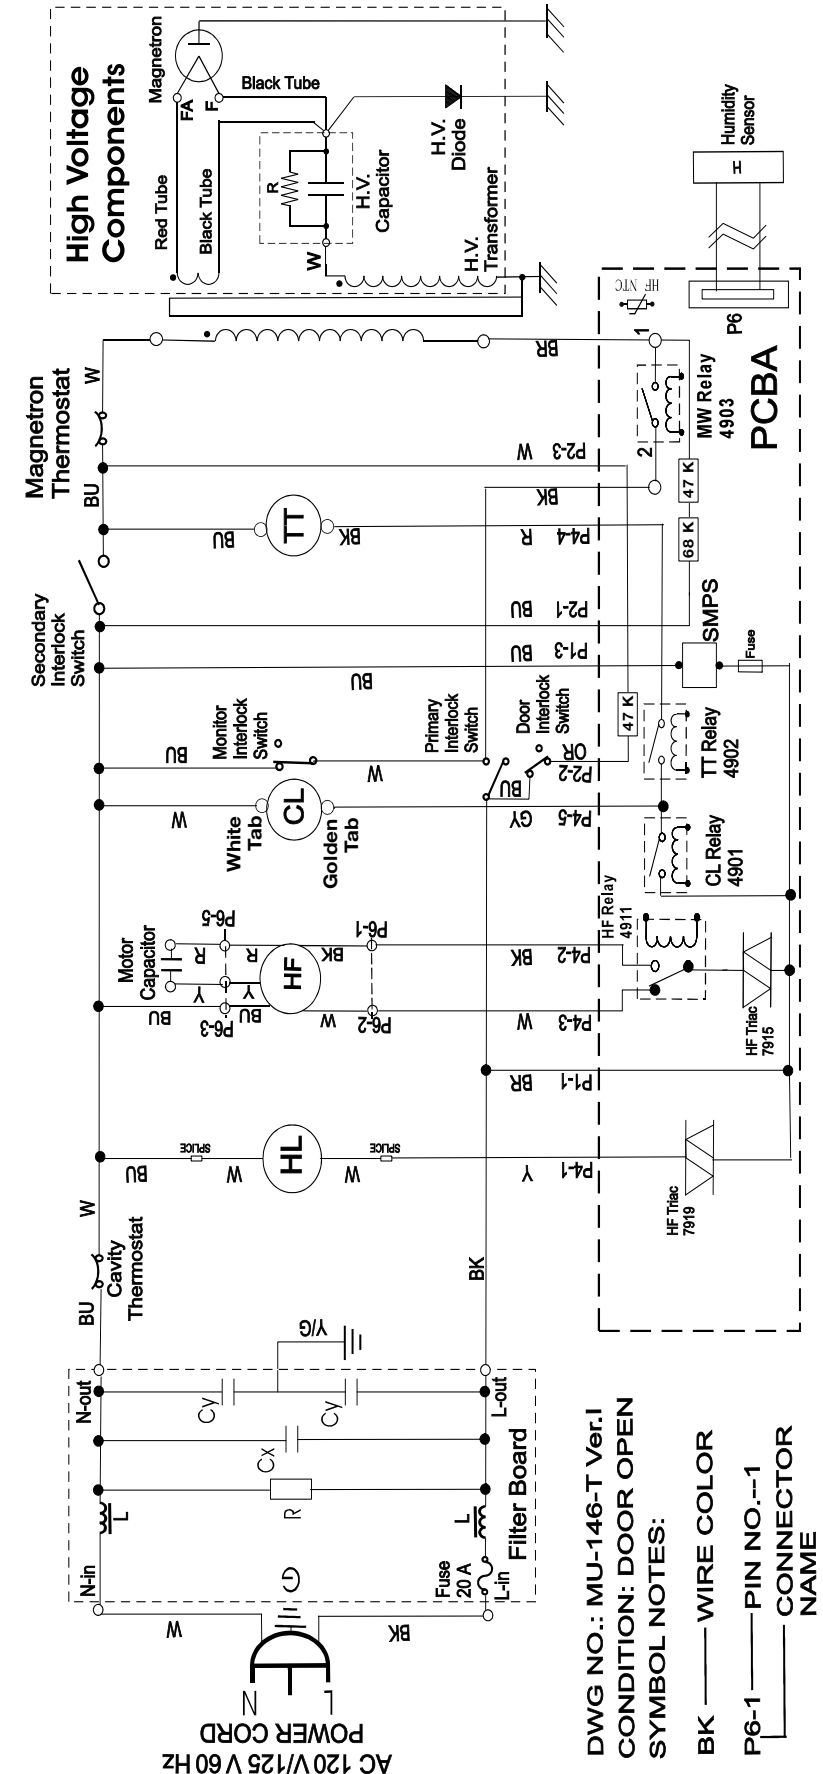 High Voltage
Components
Magnetron
FA
F
Black Tube
Red Tube
Black Tube
R
H.V.
Capacitor
H.V.
Diode
W
H.V.
Transformer
Humidity
Sensor
H
HF NTC
P6
PCBA
W
BR
1
MW Relay
4903
2
Magnetron
Thermostat
BU
P2-3 W
BK
47 K
BU
TT
BK
P4-4 R
68 K
Secondary
Interlock
Switch
P2-1 BU
P1-3 BU
BU
SMPS
Fuse
BU
Monitor
Interlock
Switch
W
Primary
Interlock
Switch
Door
Interlock
Switch
BU
OR
P2-2
47 K
TT Relay
4902
W
White
Tab
CL
Golden
Tab
GY
P4-5
CL Relay
4901
Motor
Capacitor
R
P6-5
R
BK
P6-1
BK
P4-2
HF Relay
4911
HF
Y
Y
BU
P6-3
BU
W
P6-2
W
P4-3
HF Triac
7915
BR
P1-1
BU
SPLICE
W
HL
W
SPLICE
Y
P4-1
HF Triac
7919
W
Cavity
Thermostat
BU
BK
Y/G
N-out
Cy
Cy
L-out
Cx
R
L
L
Filter Board
N-in
Fuse
20 A
L-in
G
W
BK
N
L
AC 120 V/125 V 60 Hz
POWER CORD
DWG NO.: MU-146-T Ver.I
CONDITION: DOOR OPEN
SYMBOL NOTES:
BK WIRE COLOR
P6-1 PIN NO.--1
CONNECTOR
NAME